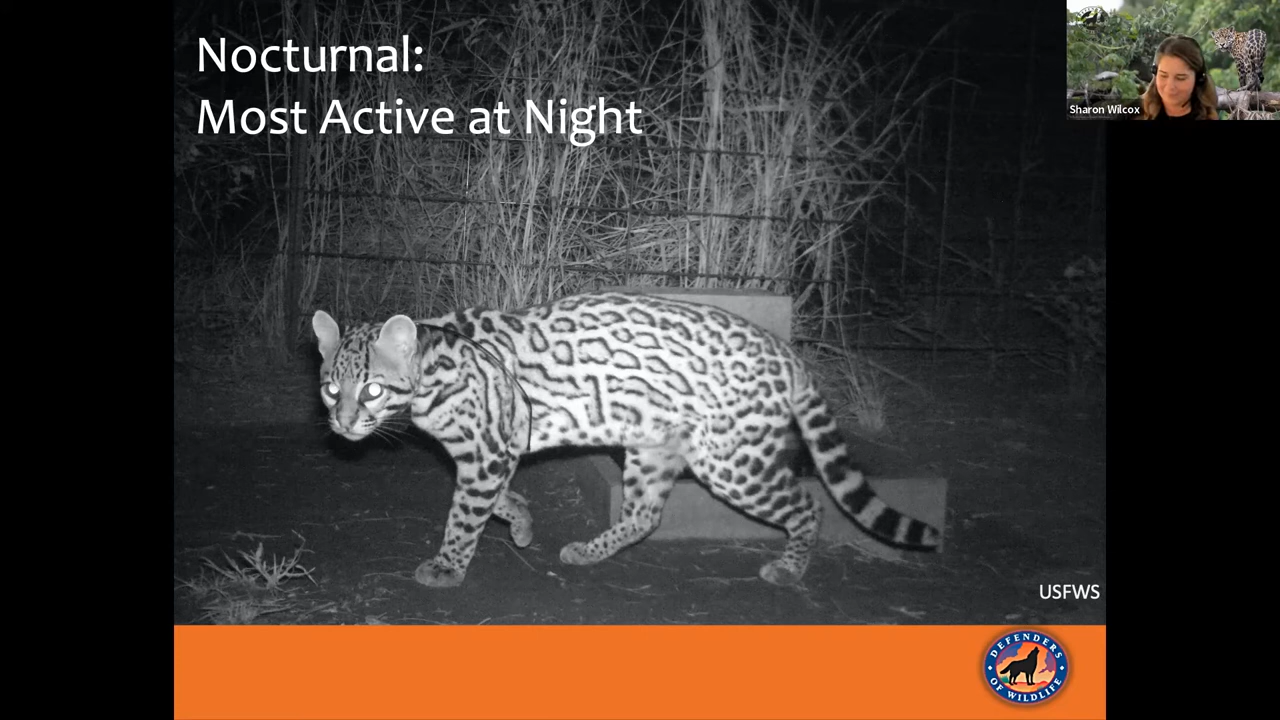 Nocturnal:
Most Active at Night
Sharon Wilcox
USFWS
DEFENDERS
OF WILDLIFE